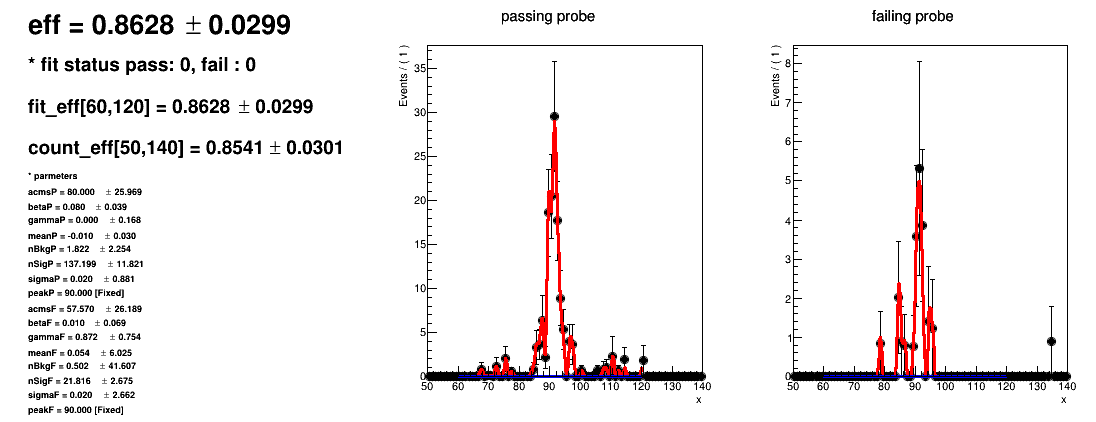 eff = 0.8628 ± 0.0299
* fit status pass: 0, fail : 0
fit_eff[60,120] = 0.8628 ± 0.0299
count_eff[50,140] = 0.8541 ± 0.0301
* parmeters
acmsP = 80.000 ± 25.969
betaP = 0.080 ± 0.039
gammaP = 0.000 ± 0.168
meanP = -0.010 ± 0.030
nBkgP = 1.822 ± 2.254
nSigP = 137.199 ± 11.821
sigmaP = 0.020 ± 0.881
peakP = 90.000 [Fixed]
acmsF = 57.570 ± 26.189
betaF = 0.010 ± 0.069
gammaF = 0.872 ± 0.754
meanF = 0.054 ± 6.025
nBkgF = 0.502 ± 41.607
nSigF = 21.816 ± 2.675
sigmaF = 0.020 ± 2.662
peakF = 90.000 [Fixed]
passing probe
Events / ( 1 )
35
30
25
20
15
10
5
0
50 60 70 80 90 100 110 120 130 140
x
failing probe
Events / ( 1 )
8
7
6
5
4
3
2
1
0
50 60 70 80 90 100 110 120 130 140
x